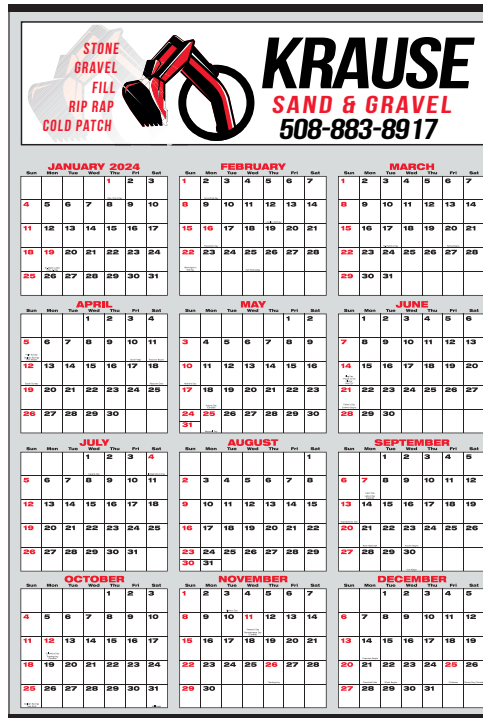 STONE
GRAVEL
FILL
RIP RAP
COLD PATCH
KRAUSE
SAND & GRAVEL
508-883-8917
JANUARY 2024
Sun Mon Tue Wed Thu Fri Sat
1 2 3
4 5 6 7 8 9 10
11 12 13 14 15 16 17
18 19 20 21 22 23 24
25 26 27 28 29 30 31
FEBRUARY
Sun Mon Tue Wed Thu Fri Sat
1 2 3 4 5 6 7
8 9 10 11 12 13 14
15 16 17 18 19 20 21
22 23 24 25 26 27 28
MARCH
Sun Mon Tue Wed Thu Fri Sat
1 2 3 4 5 6 7
8 9 10 11 12 13 14
15 16 17 18 19 20 21
22 23 24 25 26 27 28
29 30 31
APRIL
Sun Mon Tue Wed Thu Fri Sat
1 2 3 4
5 6 7 8 9 10 11
12 13 14 15 16 17 18
19 20 21 22 23 24 25
26 27 28 29 30
MAY
Sun Mon Tue Wed Thu Fri Sat
1 2
3 4 5 6 7 8 9
10 11 12 13 14 15 16
17 18 19 20 21 22 23
24 25 26 27 28 29 30
31
JUNE
Sun Mon Tue Wed Thu Fri Sat
1 2 3 4 5 6
7 8 9 10 11 12 13
14 15 16 17 18 19 20
21 22 23 24 25 26 27
28 29 30
JULY
Sun Mon Tue Wed Thu Fri Sat
1 2 3 4
5 6 7 8 9 10 11
12 13 14 15 16 17 18
19 20 21 22 23 24 25
26 27 28 29 30 31
AUGUST
Sun Mon Tue Wed Thu Fri Sat
1
2 3 4 5 6 7 8
9 10 11 12 13 14 15
16 17 18 19 20 21 22
23 24 25 26 27 28 29
30 31
SEPTEMBER
Sun Mon Tue Wed Thu Fri Sat
1 2 3 4 5
6 7 8 9 10 11 12
13 14 15 16 17 18 19
20 21 22 23 24 25 26
27 28 29 30
OCTOBER
Sun Mon Tue Wed Thu Fri Sat
1 2 3
4 5 6 7 8 9 10
11 12 13 14 15 16 17
18 19 20 21 22 23 24
25 26 27 28 29 30 31
NOVEMBER
Sun Mon Tue Wed Thu Fri Sat
1 2 3 4 5 6 7
8 9 10 11 12 13 14
15 16 17 18 19 20 21
22 23 24 25 26 27 28
29 30
DECEMBER
Sun Mon Tue Wed Thu Fri Sat
1 2 3 4 5
6 7 8 9 10 11 12
13 14 15 16 17 18 19
20 21 22 23 24 25 26
27 28 29 30 31